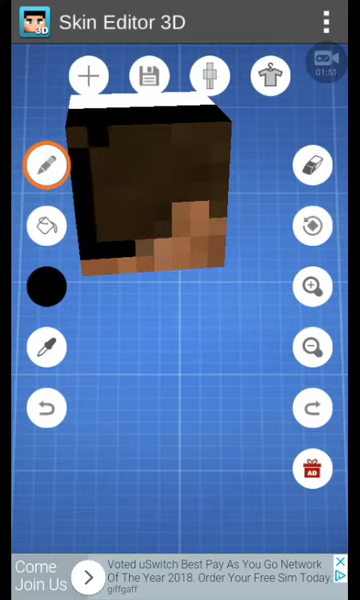 3D
Skin Editor 3D
01:51
AD
Come
Join Us
Voted uSwitch Best Pay As You Go Network
Of The Year 2018. Order Your Free Sim Today.
giffgaff